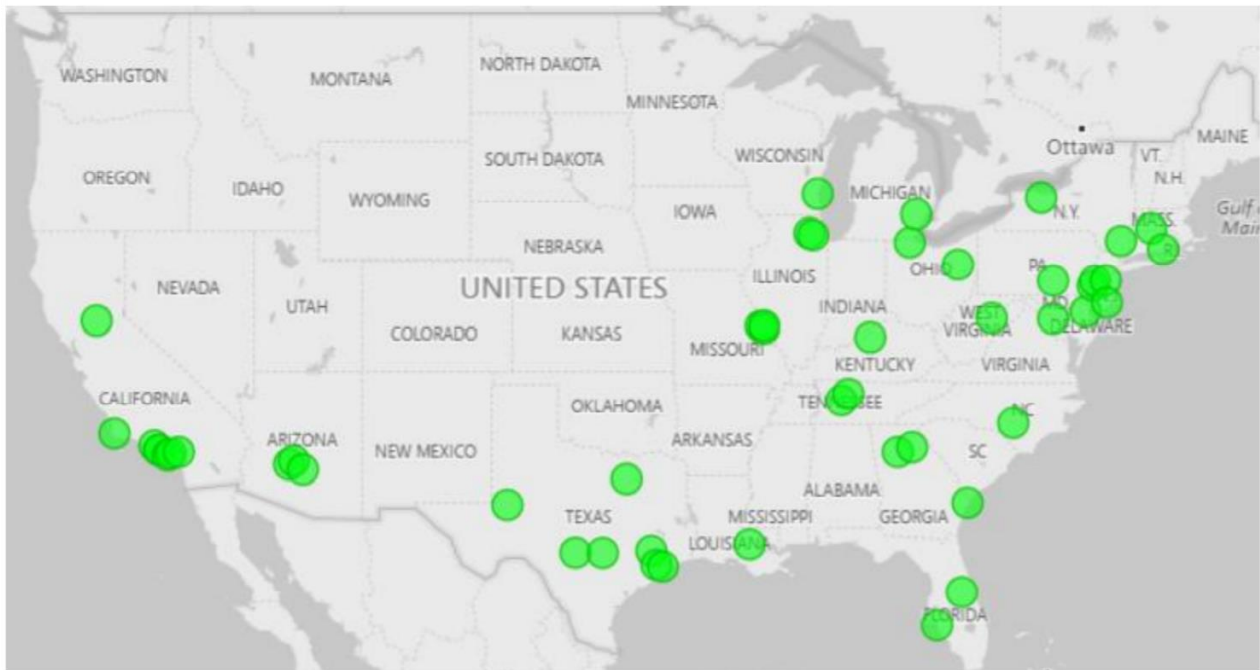 WASHINGTON
MONTANA
NORTH DAKOTA
MINNESOTA
Ottawa
MAINE
VT.
N.H.
OREGON
IDAHO
SOUTH DAKOTA
WISCONSIN
MICHIGAN
WYOMING
IOWA
N.Y.
MASS.
Gulf
Main
NEBRASKA
NEVADA
UTAH
UNITED STATES
ILLINOIS
OHIO
PA
INDIANA
MD
WEST
VIRGINIA
DELAWARE
COLORADO
KANSAS
MISSOURI
KENTUCKY
VIRGINIA
CALIFORNIA
OKLAHOMA
TENNESSEE
NC
ARIZONA
NEW MEXICO
ARKANSAS
SC
ALABAMA
TEXAS
MISSISSIPPI
GEORGIA
LOUISIANA
FLORIDA